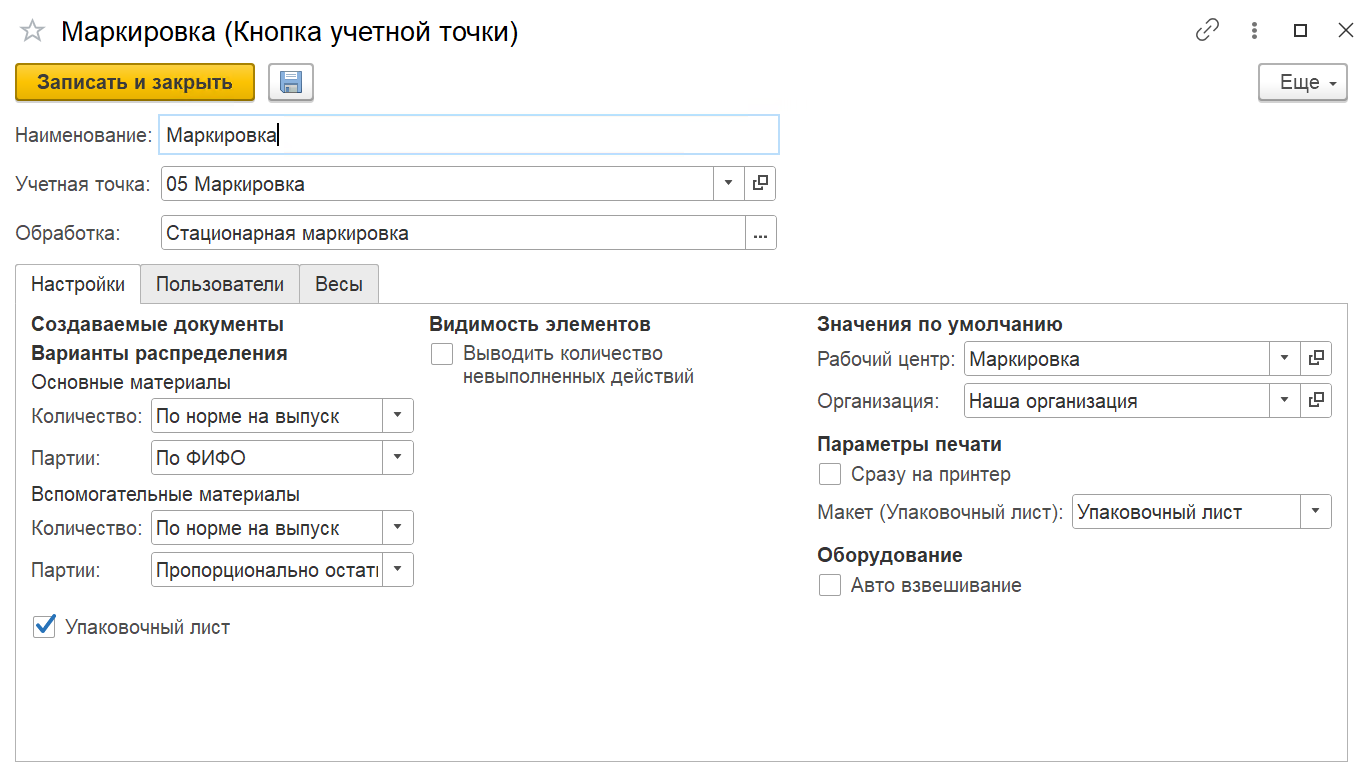 Маркировка (Кнопка учетной точки)
Записать и закрыть
Еще
Наименование: Маркировка
Учетная точка: 05 Маркировка
Обработка: Стационарная маркировка ...
Настройки Пользователи Весы
Создаваемые документы
Варианты распределения
Основные материалы
Количество: По норме на выпуск
Партии: По ФИФО
Вспомогательные материалы
Количество: По норме на выпуск
Партии: Пропорционально
Упаковочный лист
Видимость элементов
Выводить количество
невыполненных действий
Значения по умолчанию
Рабочий центр: Маркировка
Организация: Наша организация
Параметры печати
Сразу на принтер
Макет (Упаковочный лист): Упаковочный лист
Оборудование
Авто взвешивание